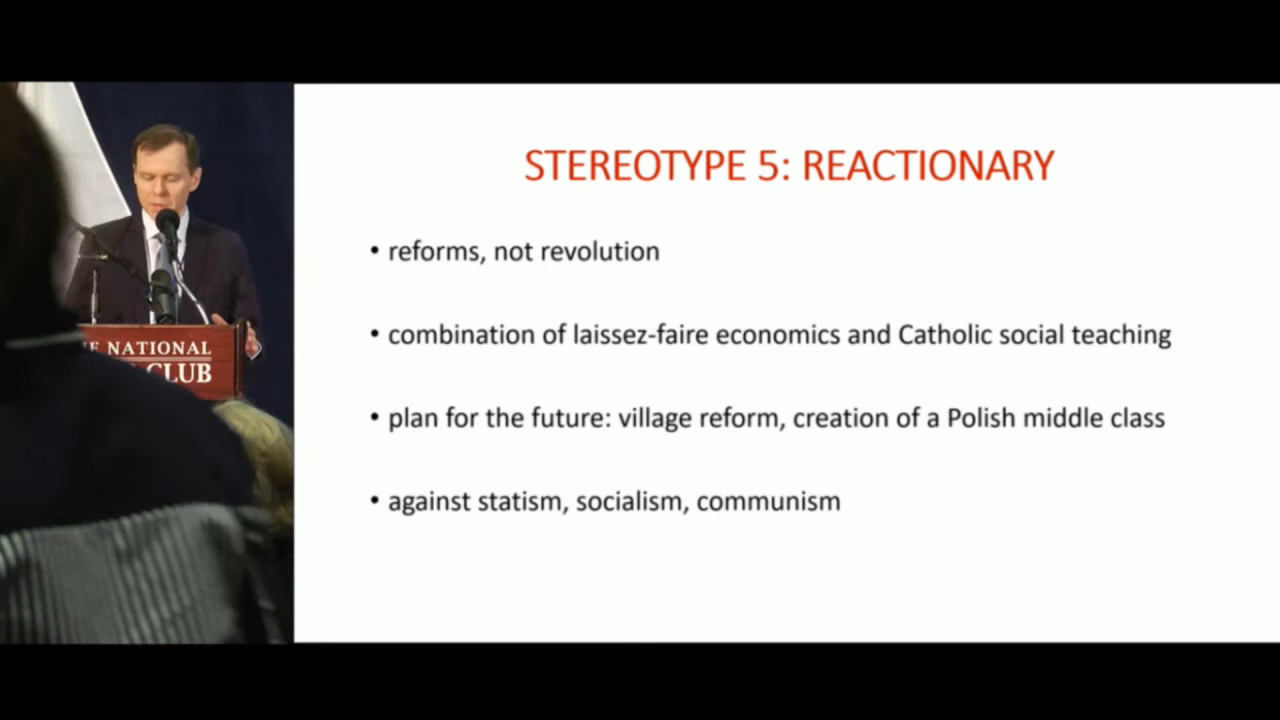 STEREOTYPE 5: REACTIONARY
• reforms, not revolution
• combination of laissez-faire economics and Catholic social teaching
• plan for the future: village reform, creation of a Polish middle class
• against statism, socialism, communism
NATIONAL
CLUB